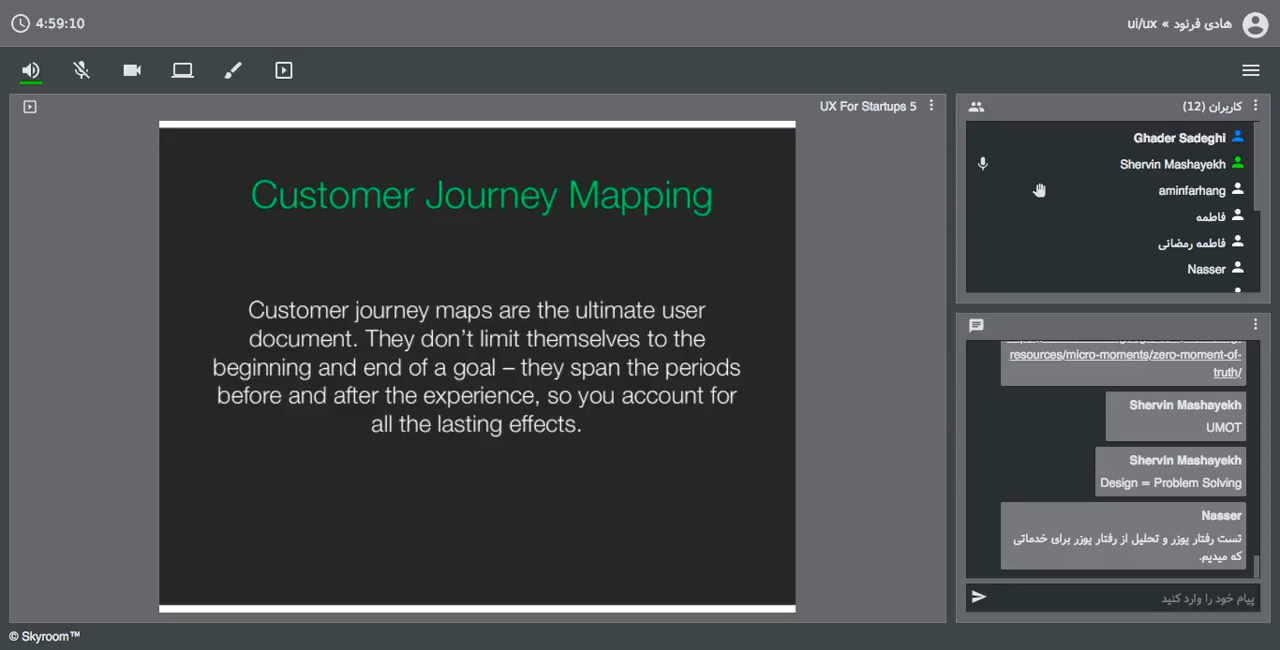 4:59:10
هادی فرنود » ui/ux
UX For Startups 5
Customer Journey Mapping
Customer journey maps are the ultimate user
document. They don't limit themselves to the
beginning and end of a goal – they span the periods
before and after the experience, so you account for
all the lasting effects.
کاربران (12)
Ghader Sadeghi
Shervin Mashayekh
aminfarhang
فاطمه
فاطمه رمضانی
Nasser
resources/micro-moments/zero-moment-of-
truth/
Shervin Mashayekh
UMOT
Shervin Mashayekh
Design = Problem Solving
Nasser
تست رفتار یوزر و تحلیل از رفتار یوزر برای خدماتی
که میدیم.
پیام خود را وارد کنید
© Skyroom™